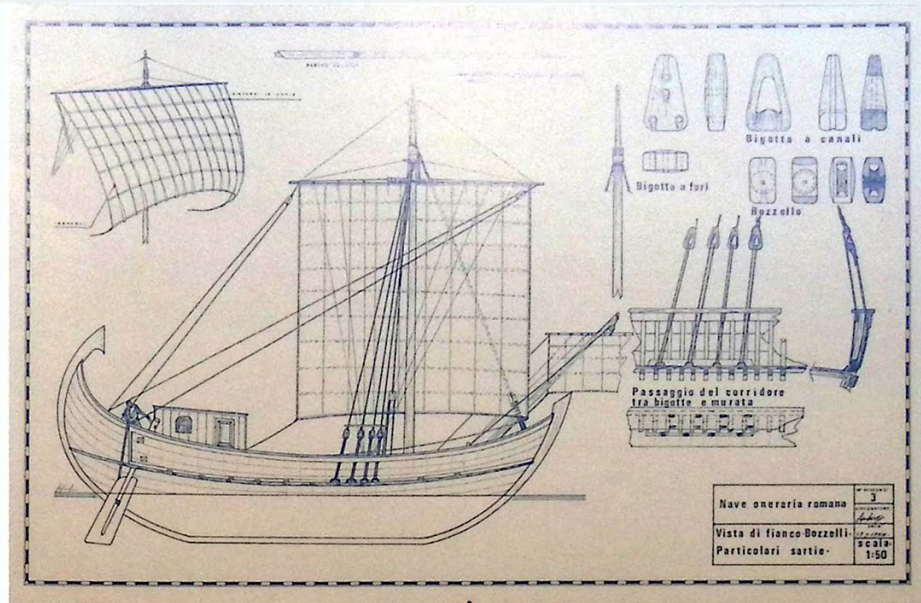 Bigotta a canali
Bigotta a fori
Bozzello
Passaggio del corridore
tra bigotte e murata
Nave oneraria romana
3
Vista di fianco-Bozzelli-
Particolari sartie-
scala-
1:50